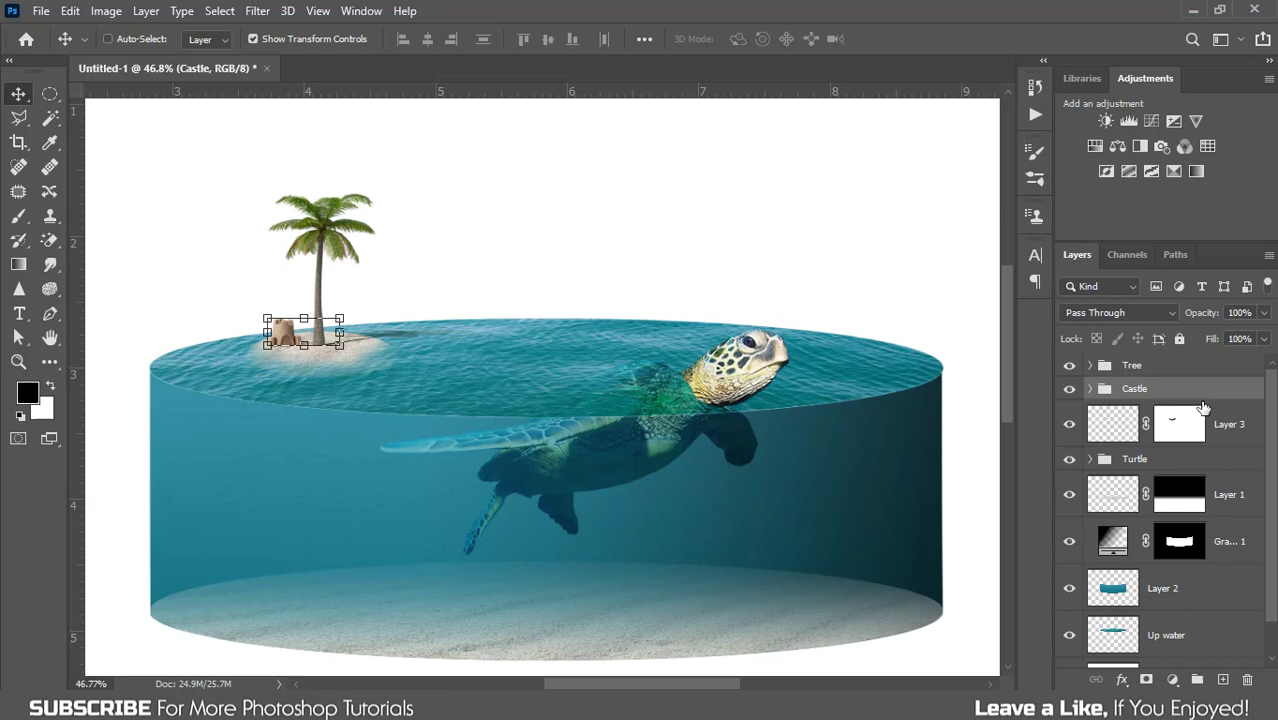 Ps File Edit Image Layer Type Select Filter 3D View Window Help
Auto-Select: Layer Show Transform Controls 3D Mode:
Untitled-1 @ 46.8% (Castle, RGB/8) *
3 4 5 6 7 8 9
1
2
3
4
5
Libraries Adjustments
Add an adjustment
Layers Channels Paths
Kind
Pass Through Opacity: 100%
Lock: Fill: 100%
Tree
Castle
Layer 3
Turtle
Layer 1
Gra... 1
Layer 2
Up water
46.77% Doc: 24.9M/25.7M
SUBSCRIBE For More Photoshop Tutorials
Leave a Like, If You Enjoyed!